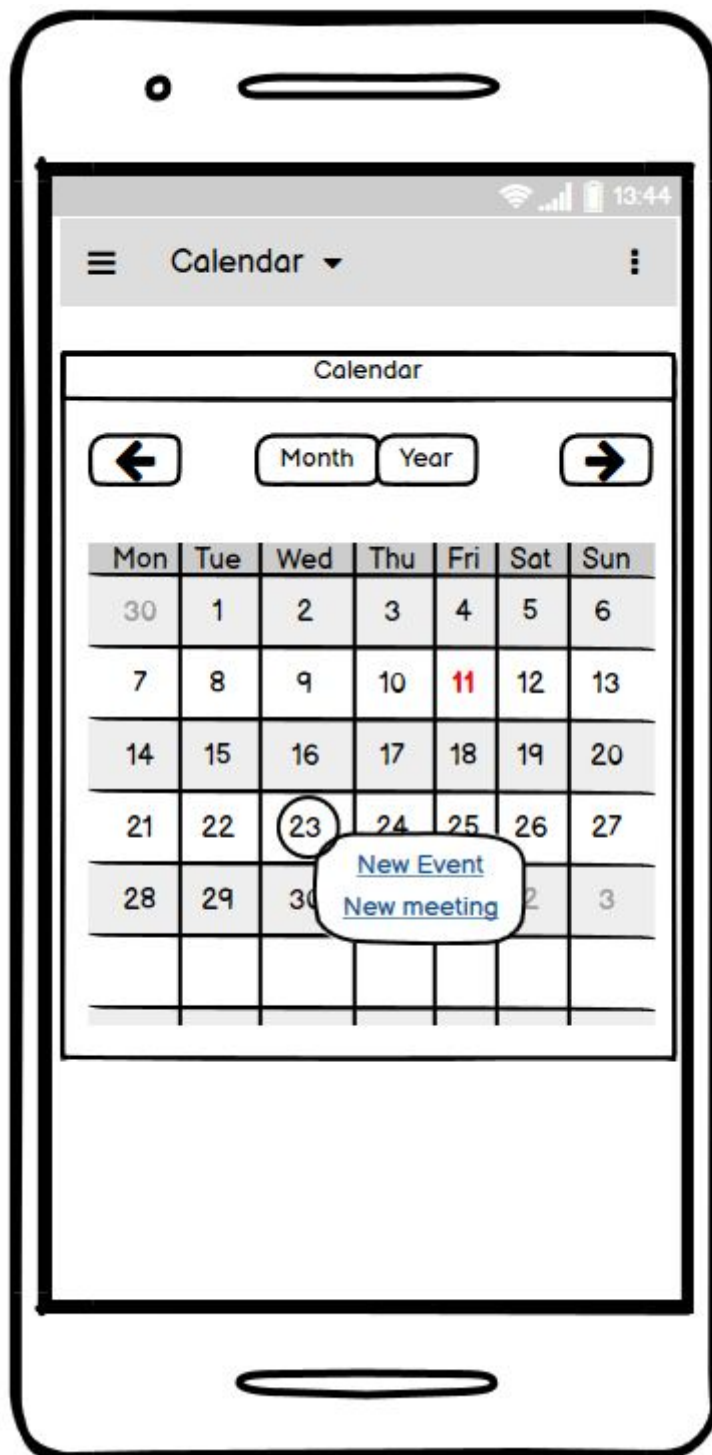 13:44
Calendar
Calendar
Month Year
Mon Tue Wed Thu Fri Sat Sun
30 1 2 3 4 5 6
7 8 9 10 11 12 13
14 15 16 17 18 19 20
21 22 23 24 25 26 27
New Event
28 29 30 2 3
New meeting